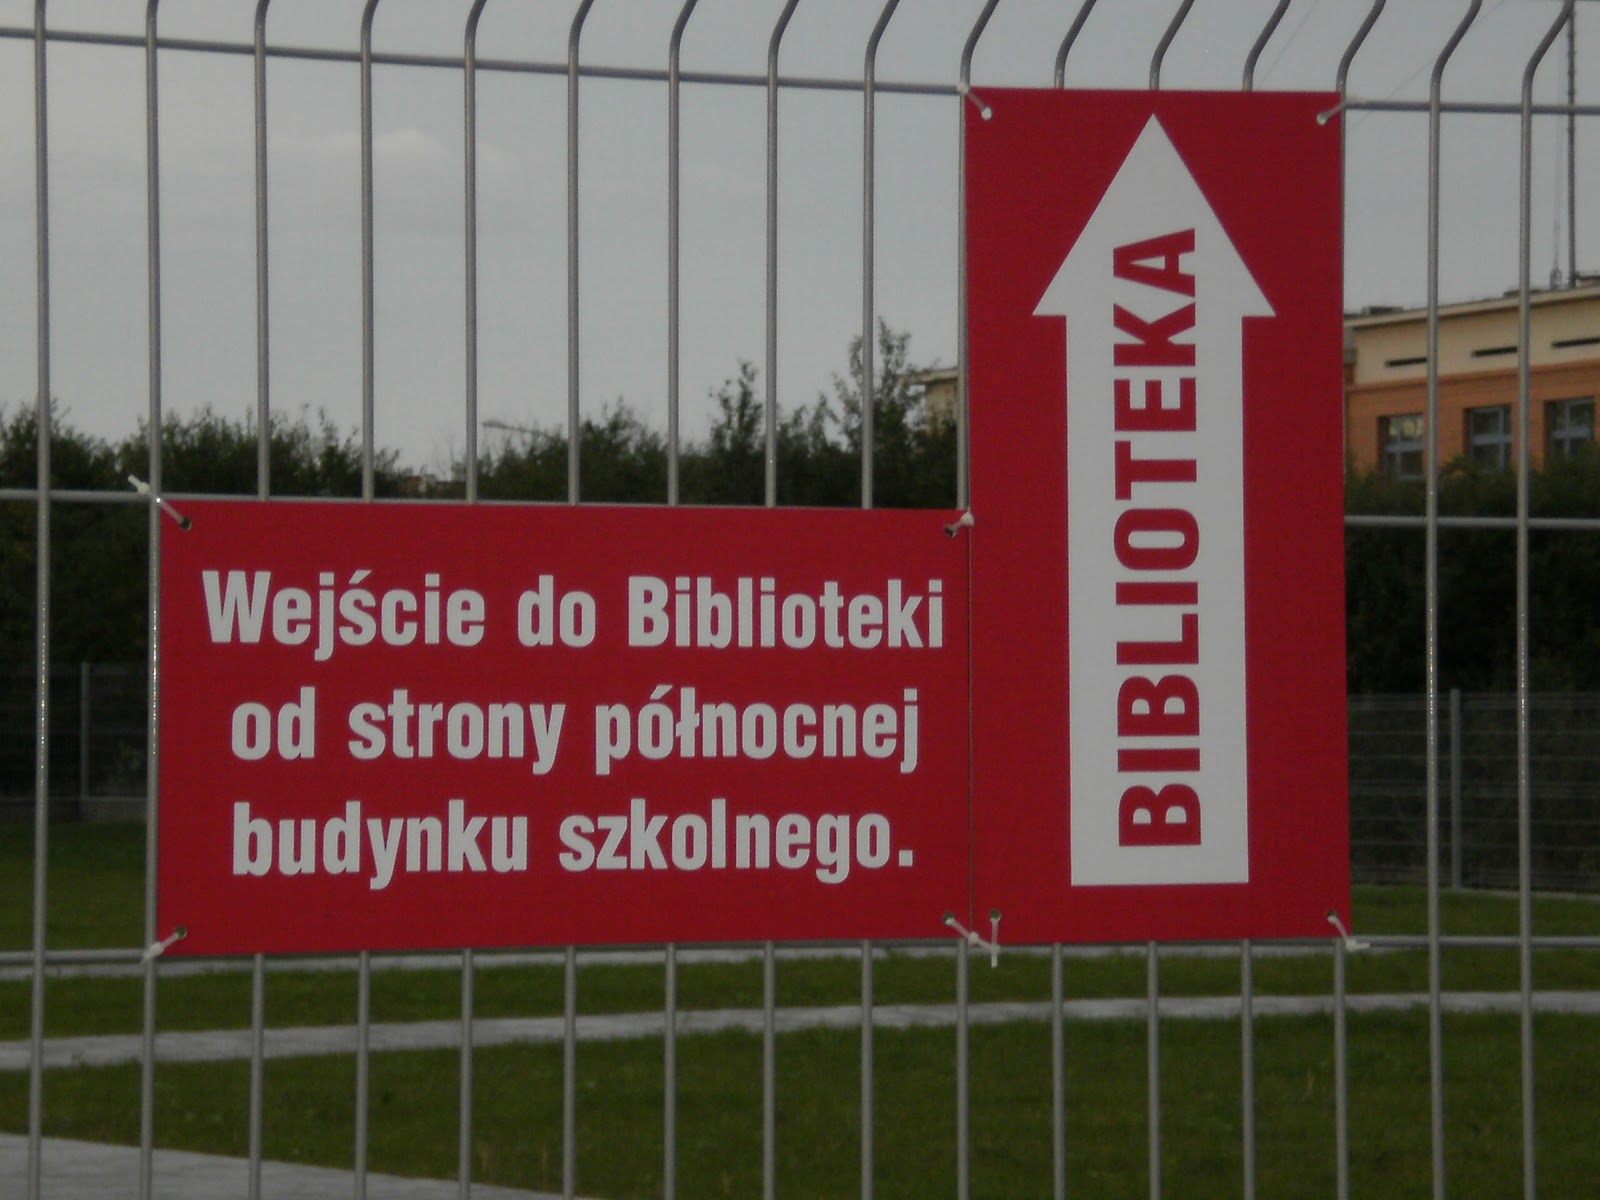 Wejście do Biblioteki
od strony północnej
budynku szkolnego.
BIBLIOTEKA